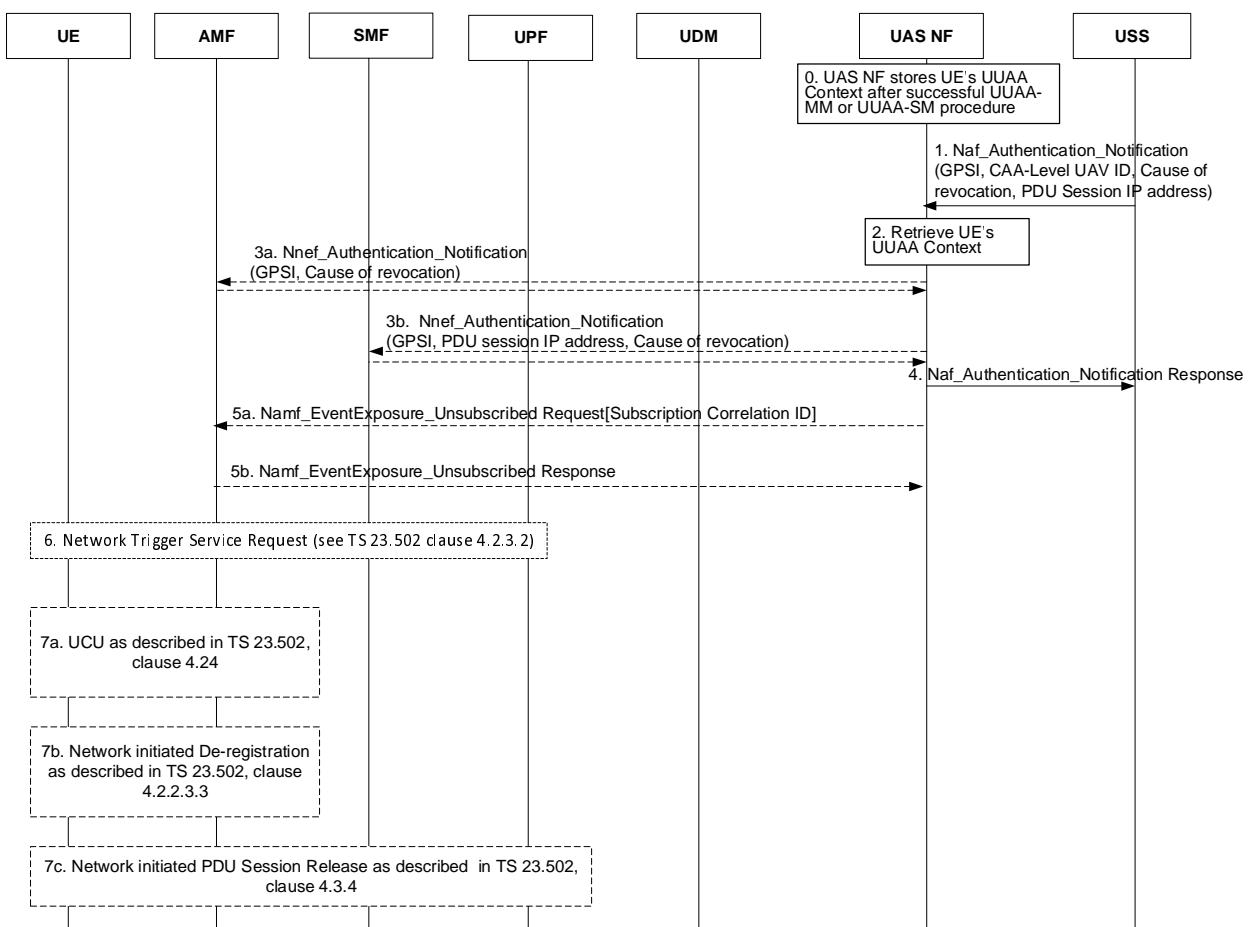 UE
AMF
SMF
UPF
UDM
UAS NF
USS
0. UAS NF stores UE's UUAA
Context after successful UUAA-
MM or UUAA-SM procedure
1. Naf_Authentication_Notification
(GPSI, CAA-Level UAV ID, Cause of
revocation, PDU Session IP address)
2. Retrieve UE's
UUAA Context
3a. Nnef_Authentication_Notification
(GPSI, Cause of revocation)
3b. Nnef_Authentication_Notification
(GPSI, PDU session IP address, Cause of revocation)
4. Naf_Authentication_Notification Response
5a. Namf_EventExposure_Unsubscribed Request[Subscription Correlation ID]
5b. Namf_EventExposure_Unsubscribed Response
6. Network Trigger Service Request (see TS 23.502 clause 4.2.3.2)
7a. UCU as described in TS 23.502,
clause 4.24
7b. Network initiated De-registration
as described in TS 23.502, clause
4.2.2.3.3
7c. Network initiated PDU Session Release as described in TS 23.502,
clause 4.3.4